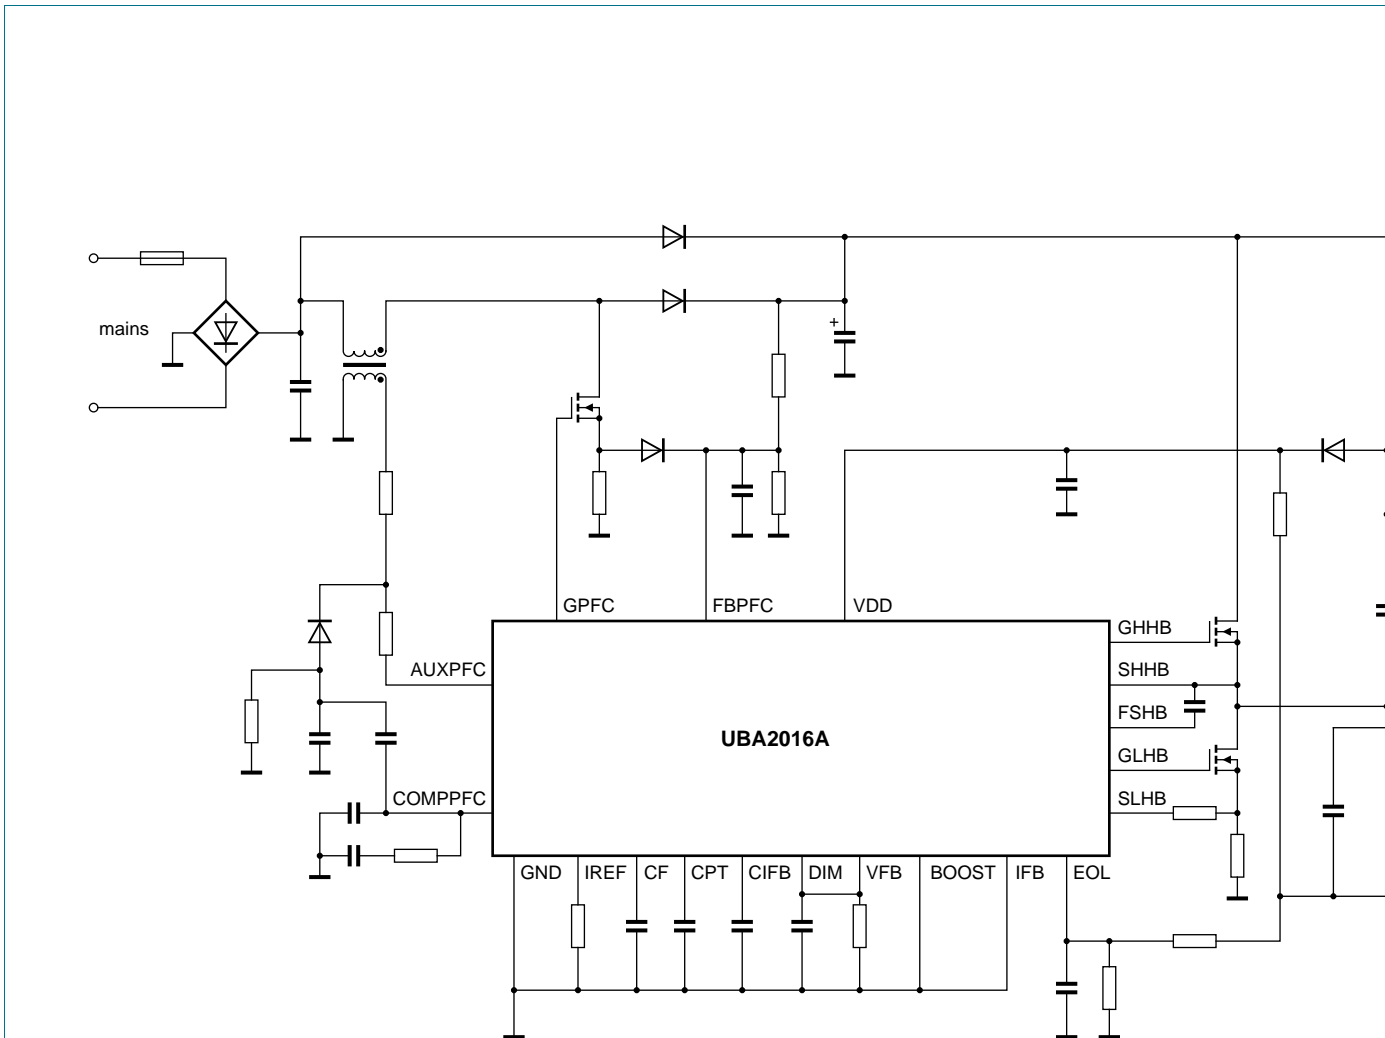 mains
+
GPFC
FBPFC
VDD
GHHB
AUXPFC
SHHB
FSHB
UBA2016A
GLHB
COMPPFC
SLHB
GND
IREF
CF
CPT
CIFB
DIM
VFB
BOOST
IFB
EOL